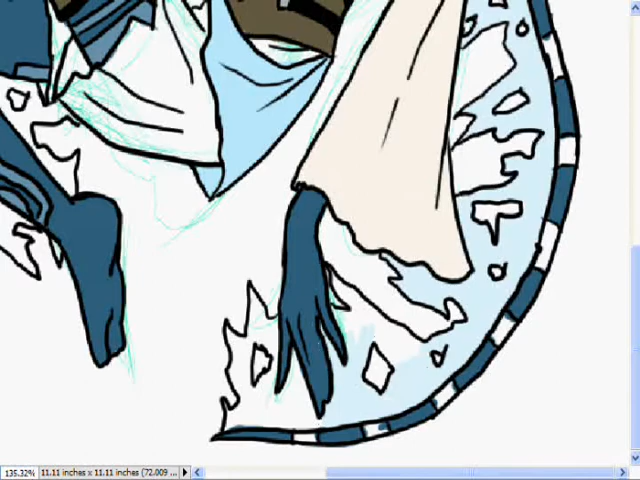 135.32% 11.11 inches x 11.11 inches (72.009 ...